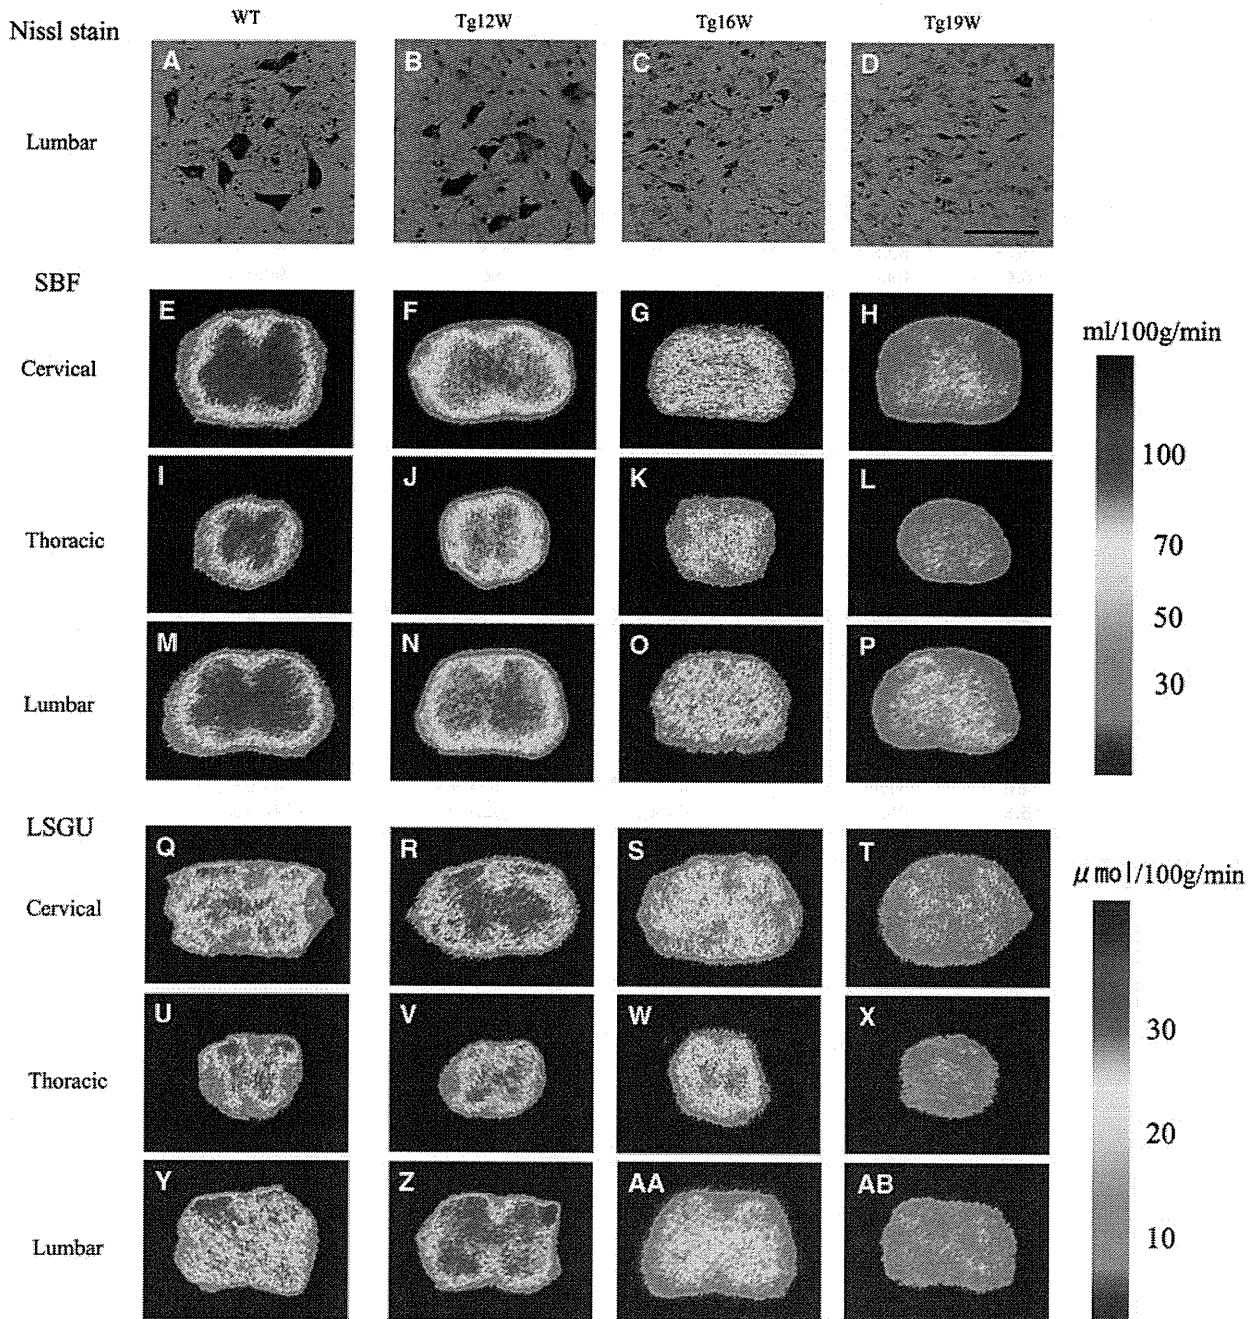 WT Tg12W Tg16W Tg19W
Nissl stain
A B C D
Lumbar
SBF
E F G H
ml/100g/min
Cervical
100
I J K L
Thoracic
70
50
M N O P
30
Lumbar
LSGU
Q R S T
μmol/100g/min
Cervical
U V W X
30
Thoracic
20
Y Z AA AB
10
Lumbar